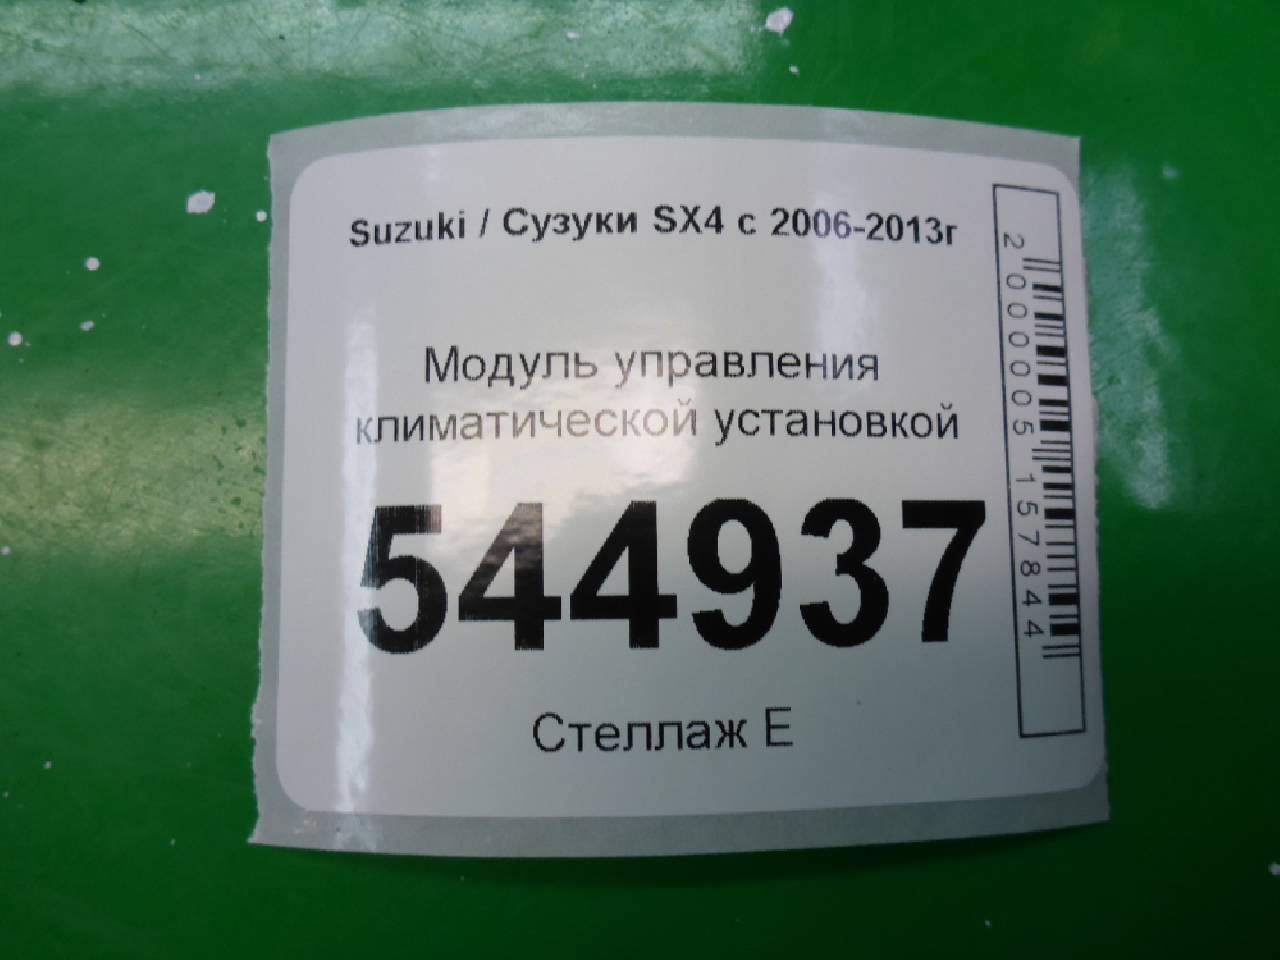 Suzuki / Сузуки SX4 с 2006-2013г
Модуль управления
климатической установкой
544937
Стеллаж Е
2000005157844